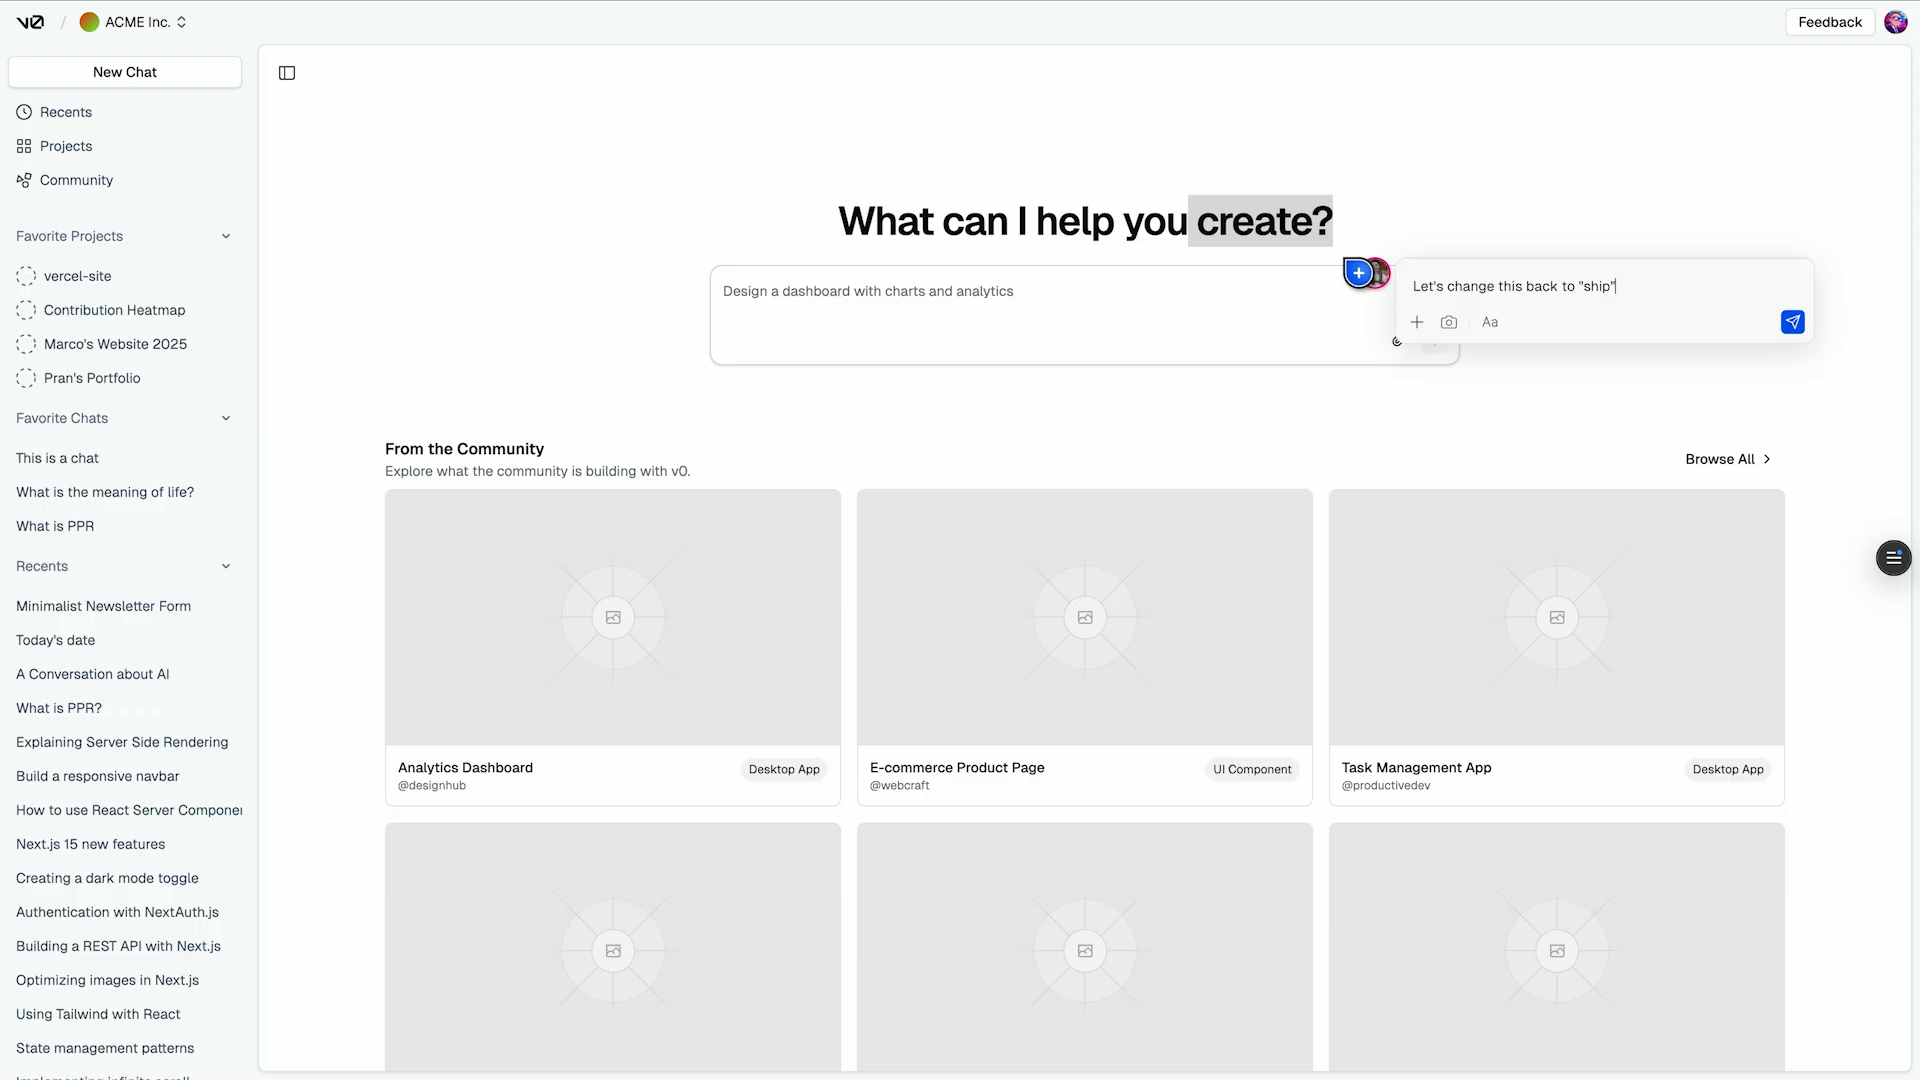 v0 / ACME Inc.
Feedback
New Chat
Recents
Projects
Community
Favorite Projects
vercel-site
Contribution Heatmap
Marco's Website 2025
Pran's Portfolio
Favorite Chats
This is a chat
What is the meaning of life?
What is PPR
Recents
Minimalist Newsletter Form
Today's date
A Conversation about AI
What is PPR?
Explaining Server Side Rendering
Build a responsive navbar
How to use React Server
Next.js 15 new features
Creating a dark mode toggle
Authentication with NextAuth.js
Building a REST API with Next.js
Optimizing images in Next.js
Using Tailwind with React
State management patterns
What can I help you create?
Design a dashboard with charts and analytics
Let's change this back to "ship"
Aa
From the Community
Explore what the community is building with v0.
Browse All
Analytics Dashboard
@designhub
Desktop App
E-commerce Product Page
@webcraft
UI Component
Task Management App
@productivedev
Desktop App